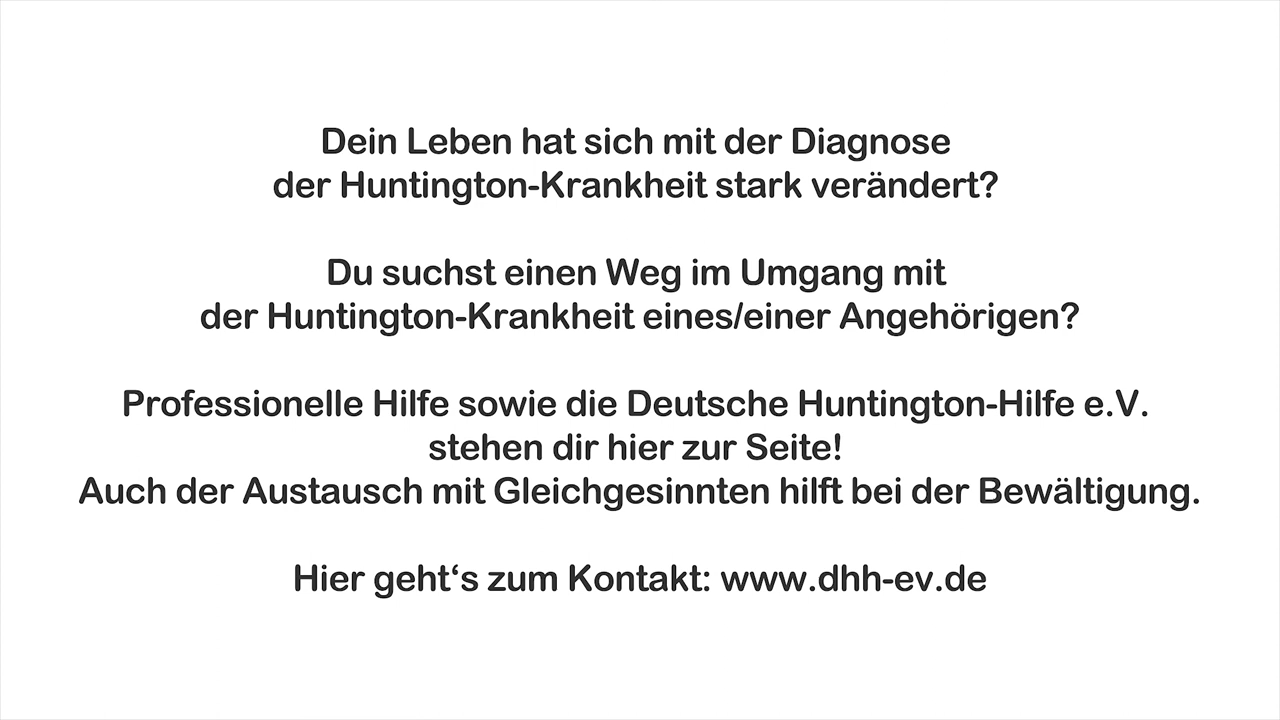 Dein Leben hat sich mit der Diagnose
der Huntington-Krankheit stark verändert?
Du suchst einen Weg im Umgang mit
der Huntington-Krankheit eines/einer Angehörigen?
Professionelle Hilfe sowie die Deutsche Huntington-Hilfe e.V.
stehen dir hier zur Seite!
Auch der Austausch mit Gleichgesinnten hilft bei der Bewältigung.
Hier geht‘s zum Kontakt: www.dhh-ev.de